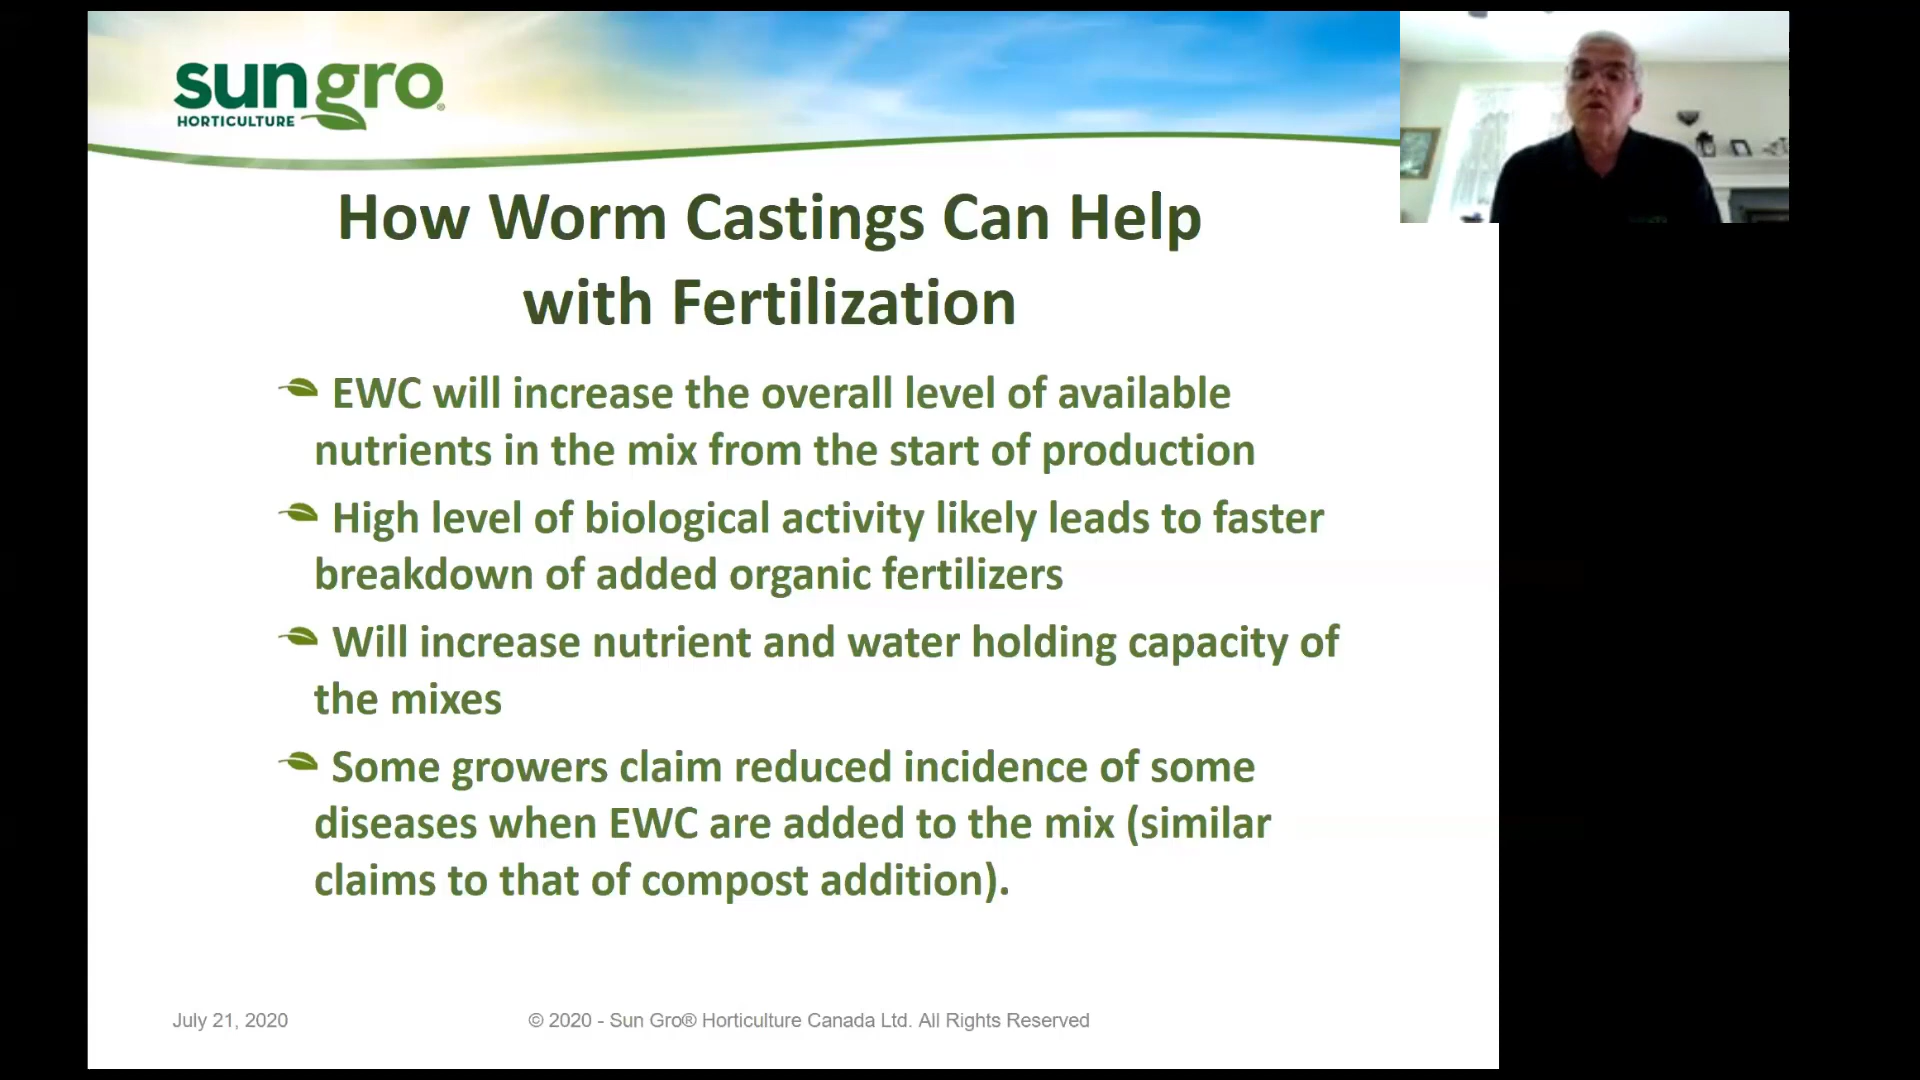 sungro®
HORTICULTURE
How Worm Castings Can Help
with Fertilization
EWC will increase the overall level of available
nutrients in the mix from the start of production
High level of biological activity likely leads to faster
breakdown of added organic fertilizers
Will increase nutrient and water holding capacity of
the mixes
Some growers claim reduced incidence of some
diseases when EWC are added to the mix (similar
claims to that of compost addition).
July 21, 2020
© 2020 - Sun Gro® Horticulture Canada Ltd. All Rights Reserved